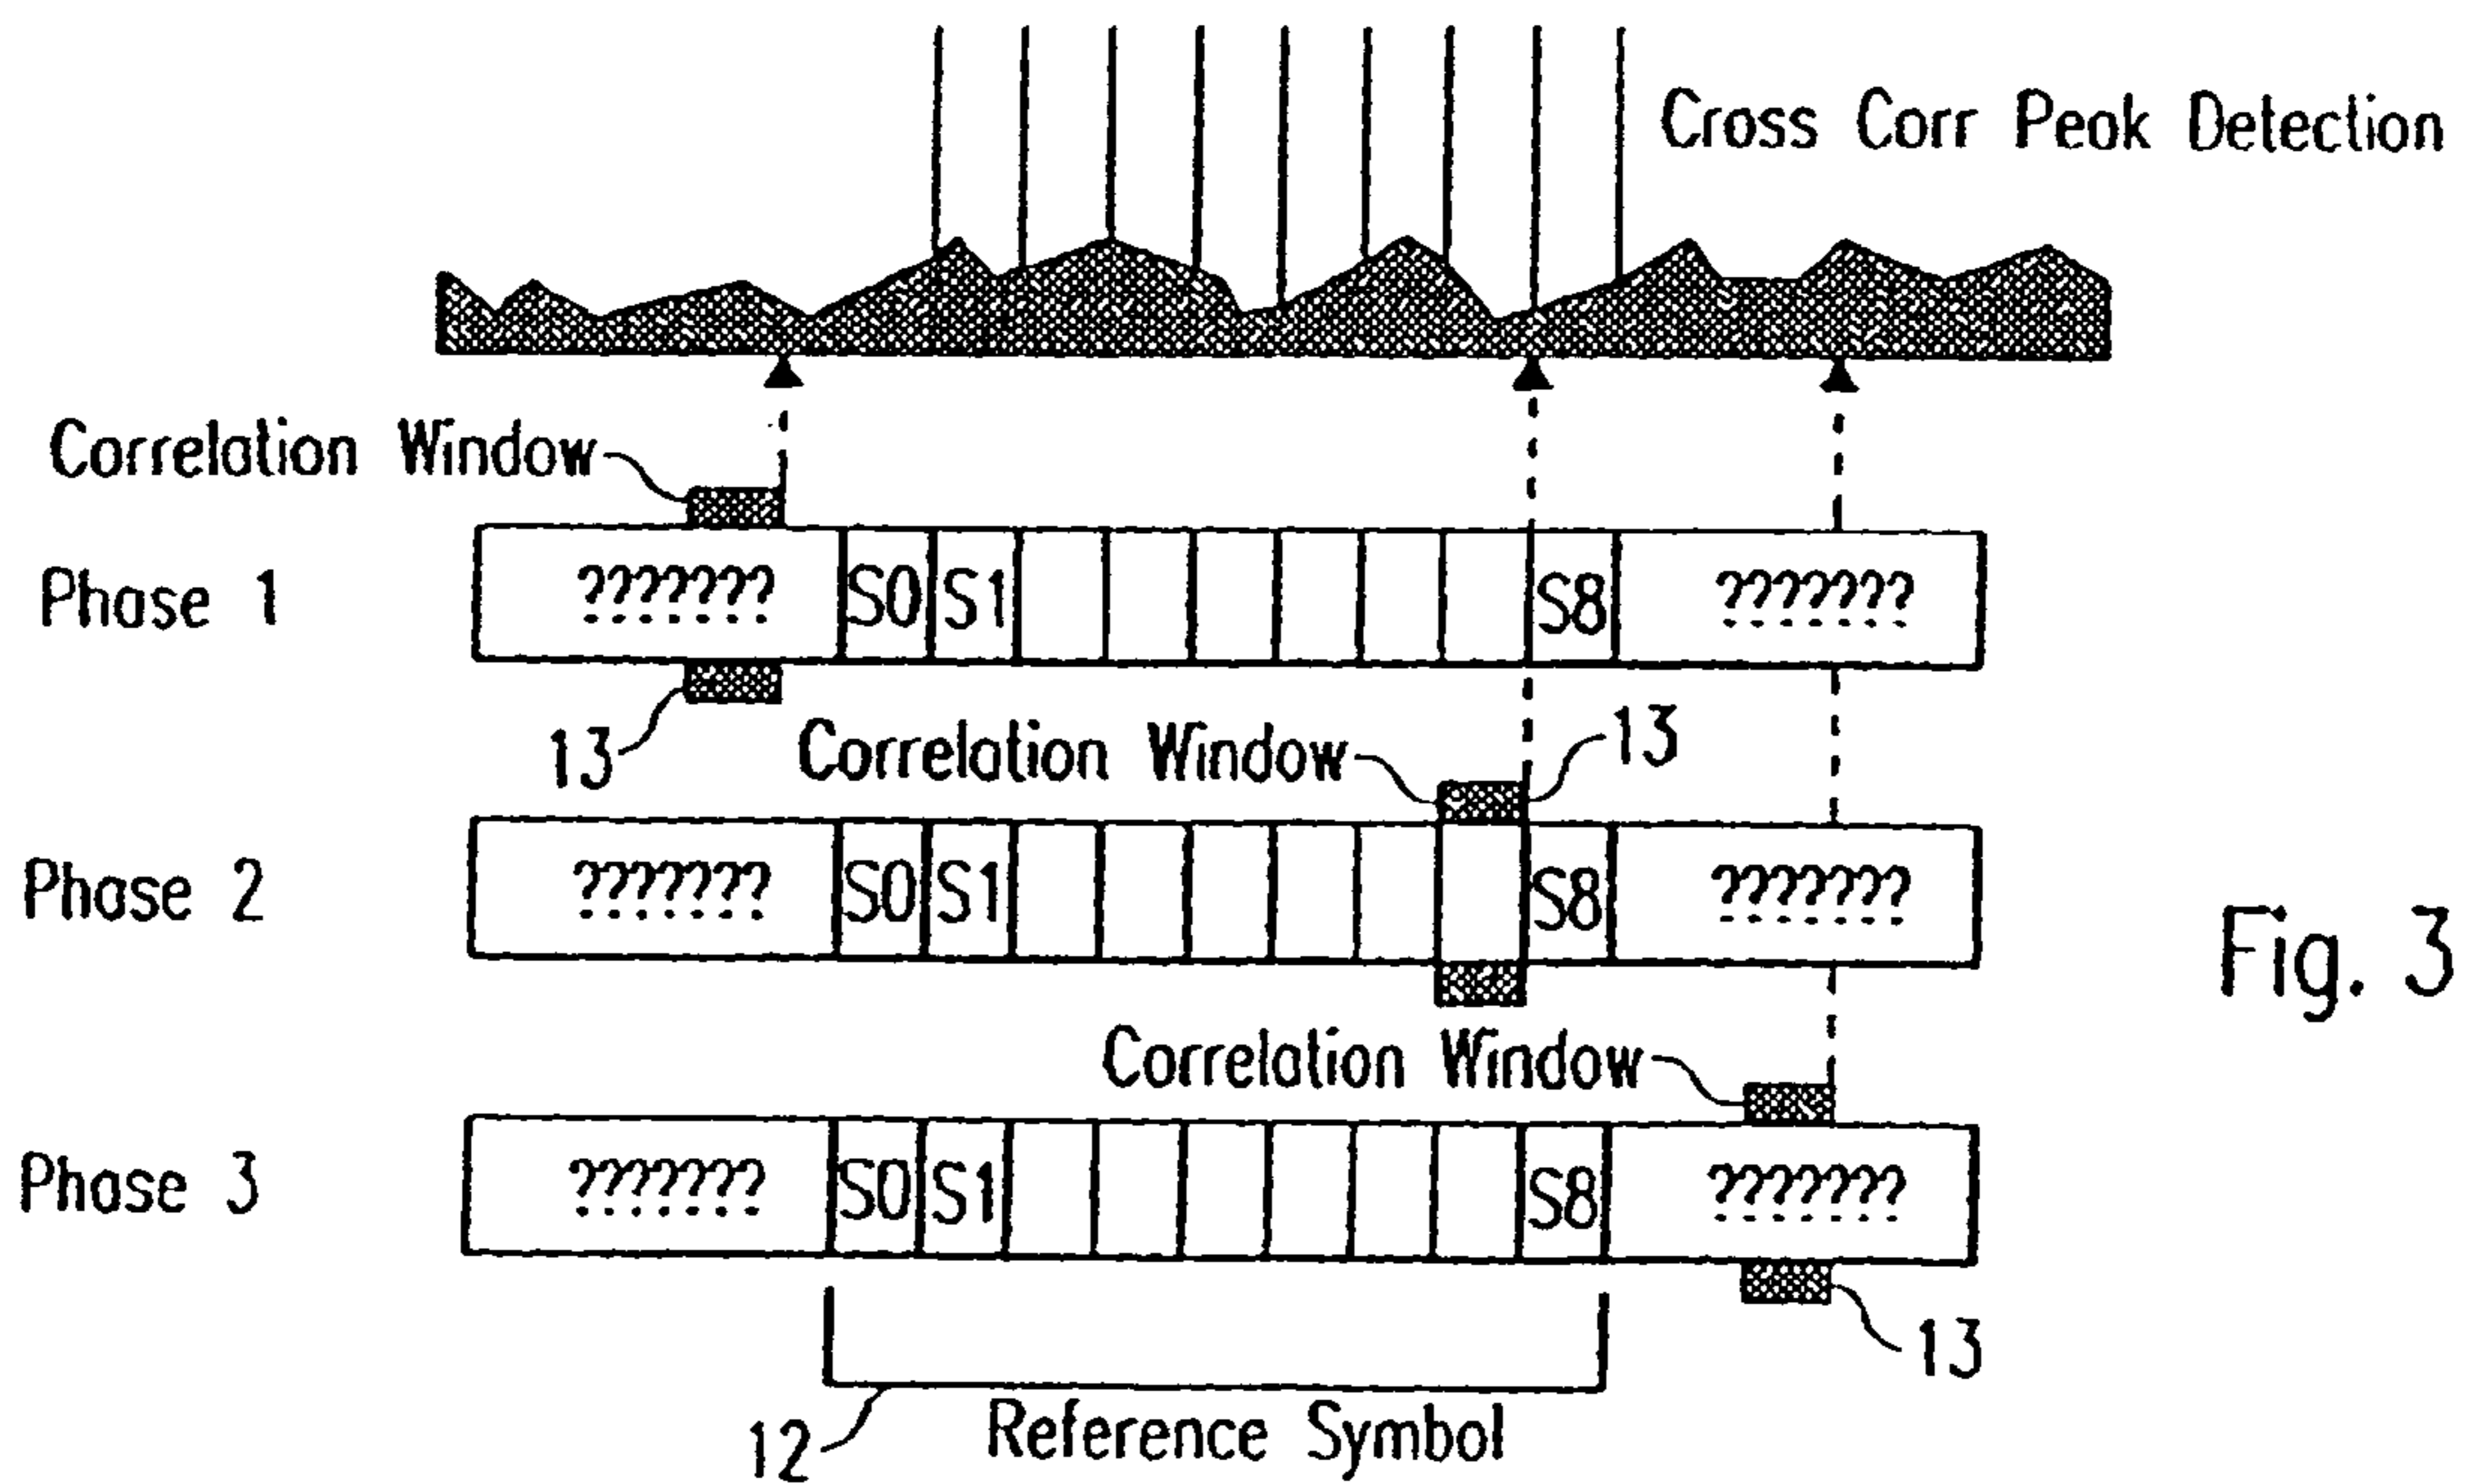 Cross Corr Peak Detection
Correlation Window
Phase 1
??????? S0 S1 S8 ???????
13
Correlation Window
13
Phase 2
??????? S0 S1 S8 ???????
Fig. 3
Correlation Window
Phase 3
??????? S0 S1 S8 ???????
13
12
Reference Symbol